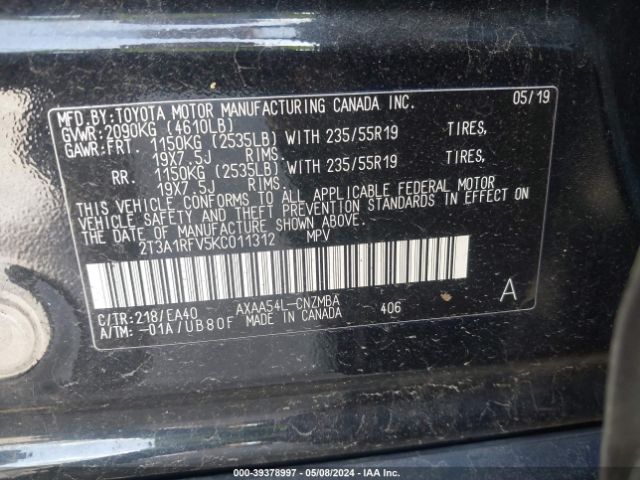 MFD.BY:TOYOTA MOTOR MANUFACTURING CANADA INC. 05/19
GVWR:2090KG (4610LB)
GAWR:FRT. 1150KG (2535LB) WITH 235/55R19 TIRES,
19X7.5J RIMS.
RR. 1150KG (2535LB) WITH 235/55R19 TIRES,
19X7.5J RIMS.
THIS VEHICLE CONFORMS TO ALL APPLICABLE FEDERAL MOTOR
VEHICLE SAFETY AND THEFT PREVENTION STANDARDS IN EFFECT ON
THE DATE OF MANUFACTURE SHOWN ABOVE.
2T3A1RFV5KC011312 MPV
A
C/TR:218/EA40 AXAA54L-CNZMBA 406
A/TM:-01A/UB80F MADE IN CANADA
© Image - 39378997 - 05/08/2024 - IAA Inc.